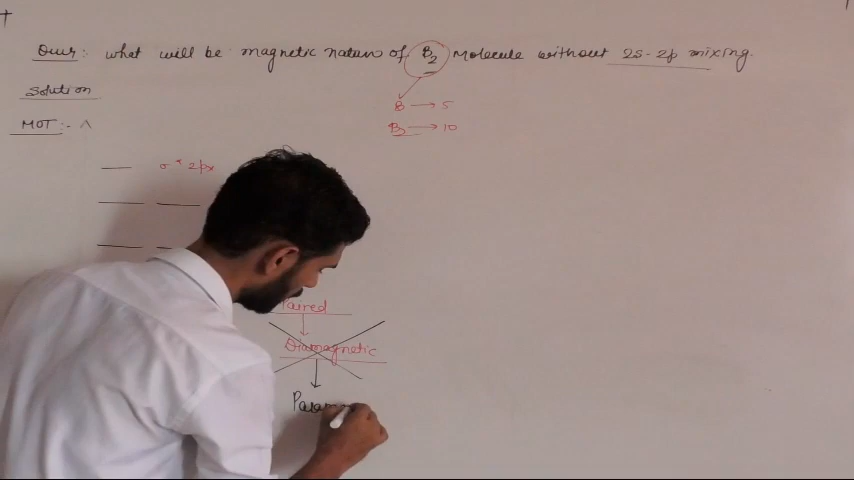 Ques: what will be magnetic nature of B2 Molecule without 2s-2p mixing.
Solution
B → 5
MOT:-
B2 → 10
σ* 2px
Paired
Diamagnetic